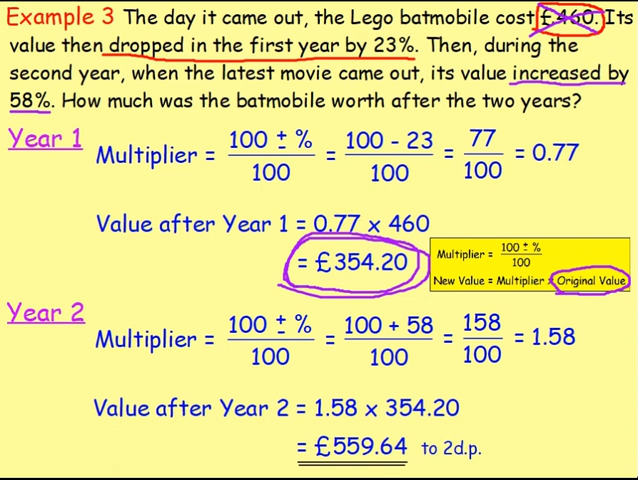 Example 3 The day it came out, the Lego batmobile cost £460. Its
value then dropped in the first year by 23%. Then, during the
second year, when the latest movie came out, its value increased by
58%. How much was the batmobile worth after the two years?
Year 1
Multiplier = 100 ± % / 100 = 100 - 23 / 100 = 77 / 100 = 0.77
Value after Year 1 = 0.77 x 460
= £354.20
Multiplier = 100 ± % / 100
New Value = Multiplier x Original Value
Year 2
Multiplier = 100 ± % / 100 = 100 + 58 / 100 = 158 / 100 = 1.58
Value after Year 2 = 1.58 x 354.20
= £559.64 to 2d.p.